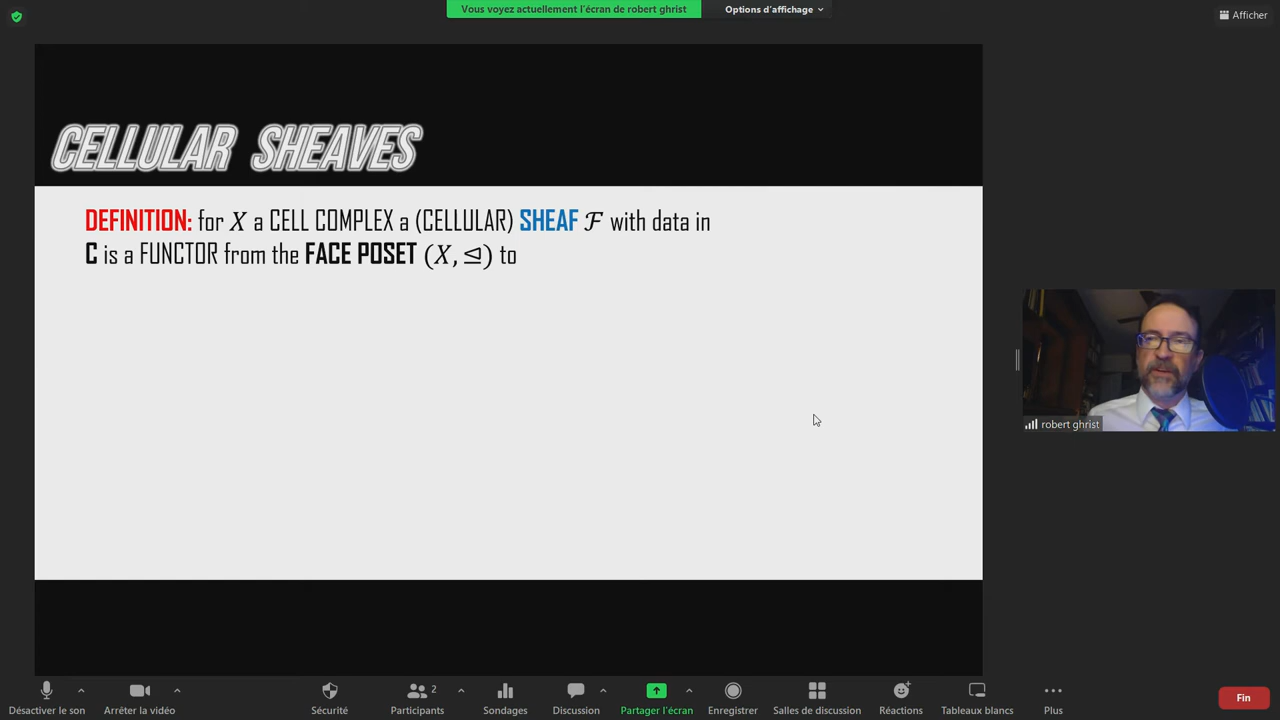 Vous voyez actuellement l'écran de robert ghrist
Options d'affichage
Afficher
CELLULAR SHEAVES
DEFINITION: for 𝑋 a CELL COMPLEX a (CELLULAR) SHEAF ℱ with data in
C is a FUNCTOR from the FACE POSET (𝑋, ⊴) to
robert ghrist
2
Désactiver le son
Arrêter la vidéo
Sécurité
Participants
Sondages
Discussion
Partager l'écran
Enregistrer
Salles de discussion
Réactions
Tableaux blancs
Plus
Fin